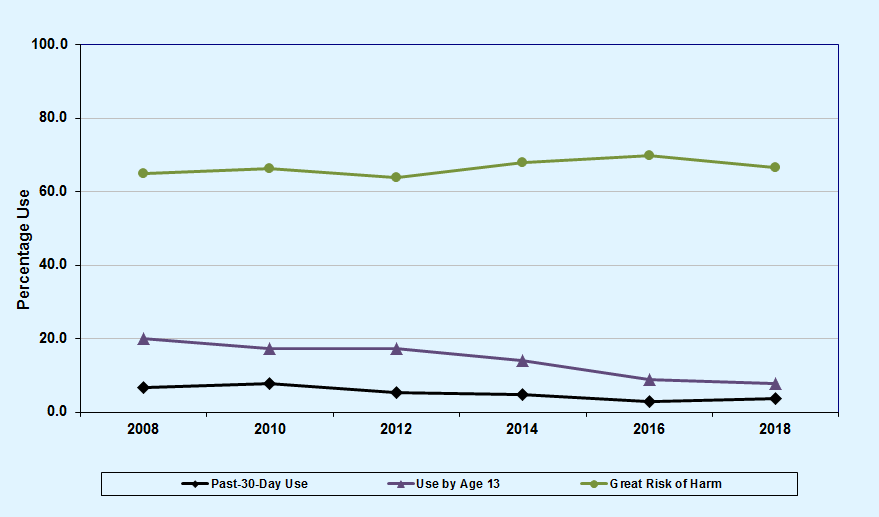 100.0
80.0
60.0
40.0
20.0
0.0
Percentage Use
2008 2010 2012 2014 2016 2018
Past-30-Day Use Use by Age 13 Great Risk of Harm